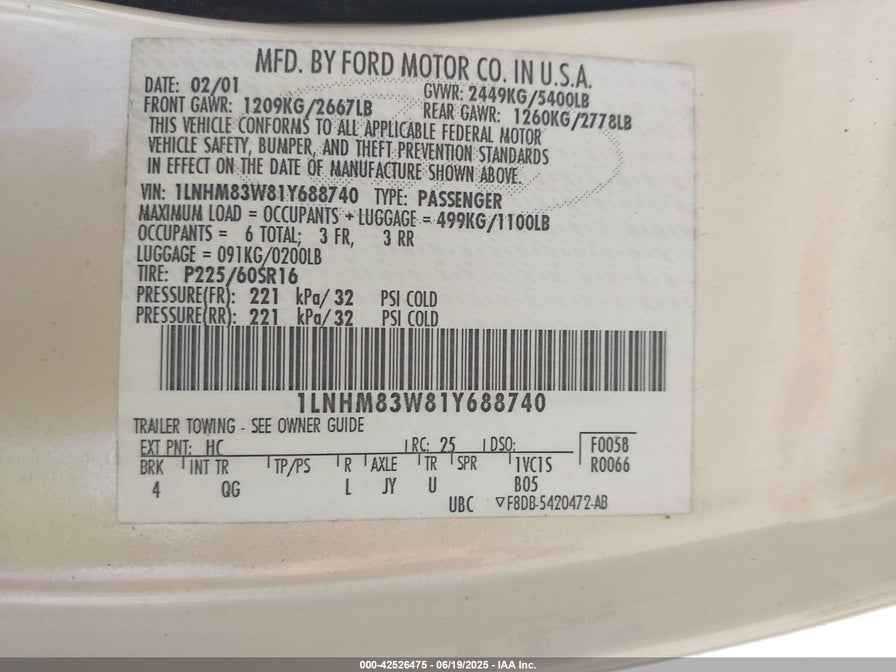 MFD. BY FORD MOTOR CO. IN U.S.A.
DATE: 02/01 GVWR: 2449KG/5400LB
FRONT GAWR: 1209KG/2667LB REAR GAWR: 1260KG/2778LB
THIS VEHICLE CONFORMS TO ALL APPLICABLE FEDERAL MOTOR
VEHICLE SAFETY, BUMPER, AND THEFT PREVENTION STANDARDS
IN EFFECT ON THE DATE OF MANUFACTURE SHOWN ABOVE.
VIN: 1LNHM83W81Y688740 TYPE: PASSENGER
MAXIMUM LOAD = OCCUPANTS + LUGGAGE = 499KG/1100LB
OCCUPANTS = 6 TOTAL; 3 FR, 3 RR
LUGGAGE = 091KG/0200LB
TIRE: P225/60SR16
PRESSURE(FR): 221 kPa/ 32 PSI COLD
PRESSURE(RR): 221 kPa/ 32 PSI COLD
1LNHM83W81Y688740
TRAILER TOWING - SEE OWNER GUIDE
EXT PNT: HC RC: 25 DSO: F0058
BRK INT TR TP/PS R AXLE TR SPR 1VC1S R0066
4 QG L JY U B05
UBC ▽F8DB-5420472-AB
000-42526475 - 06/19/2025 - IAA Inc.